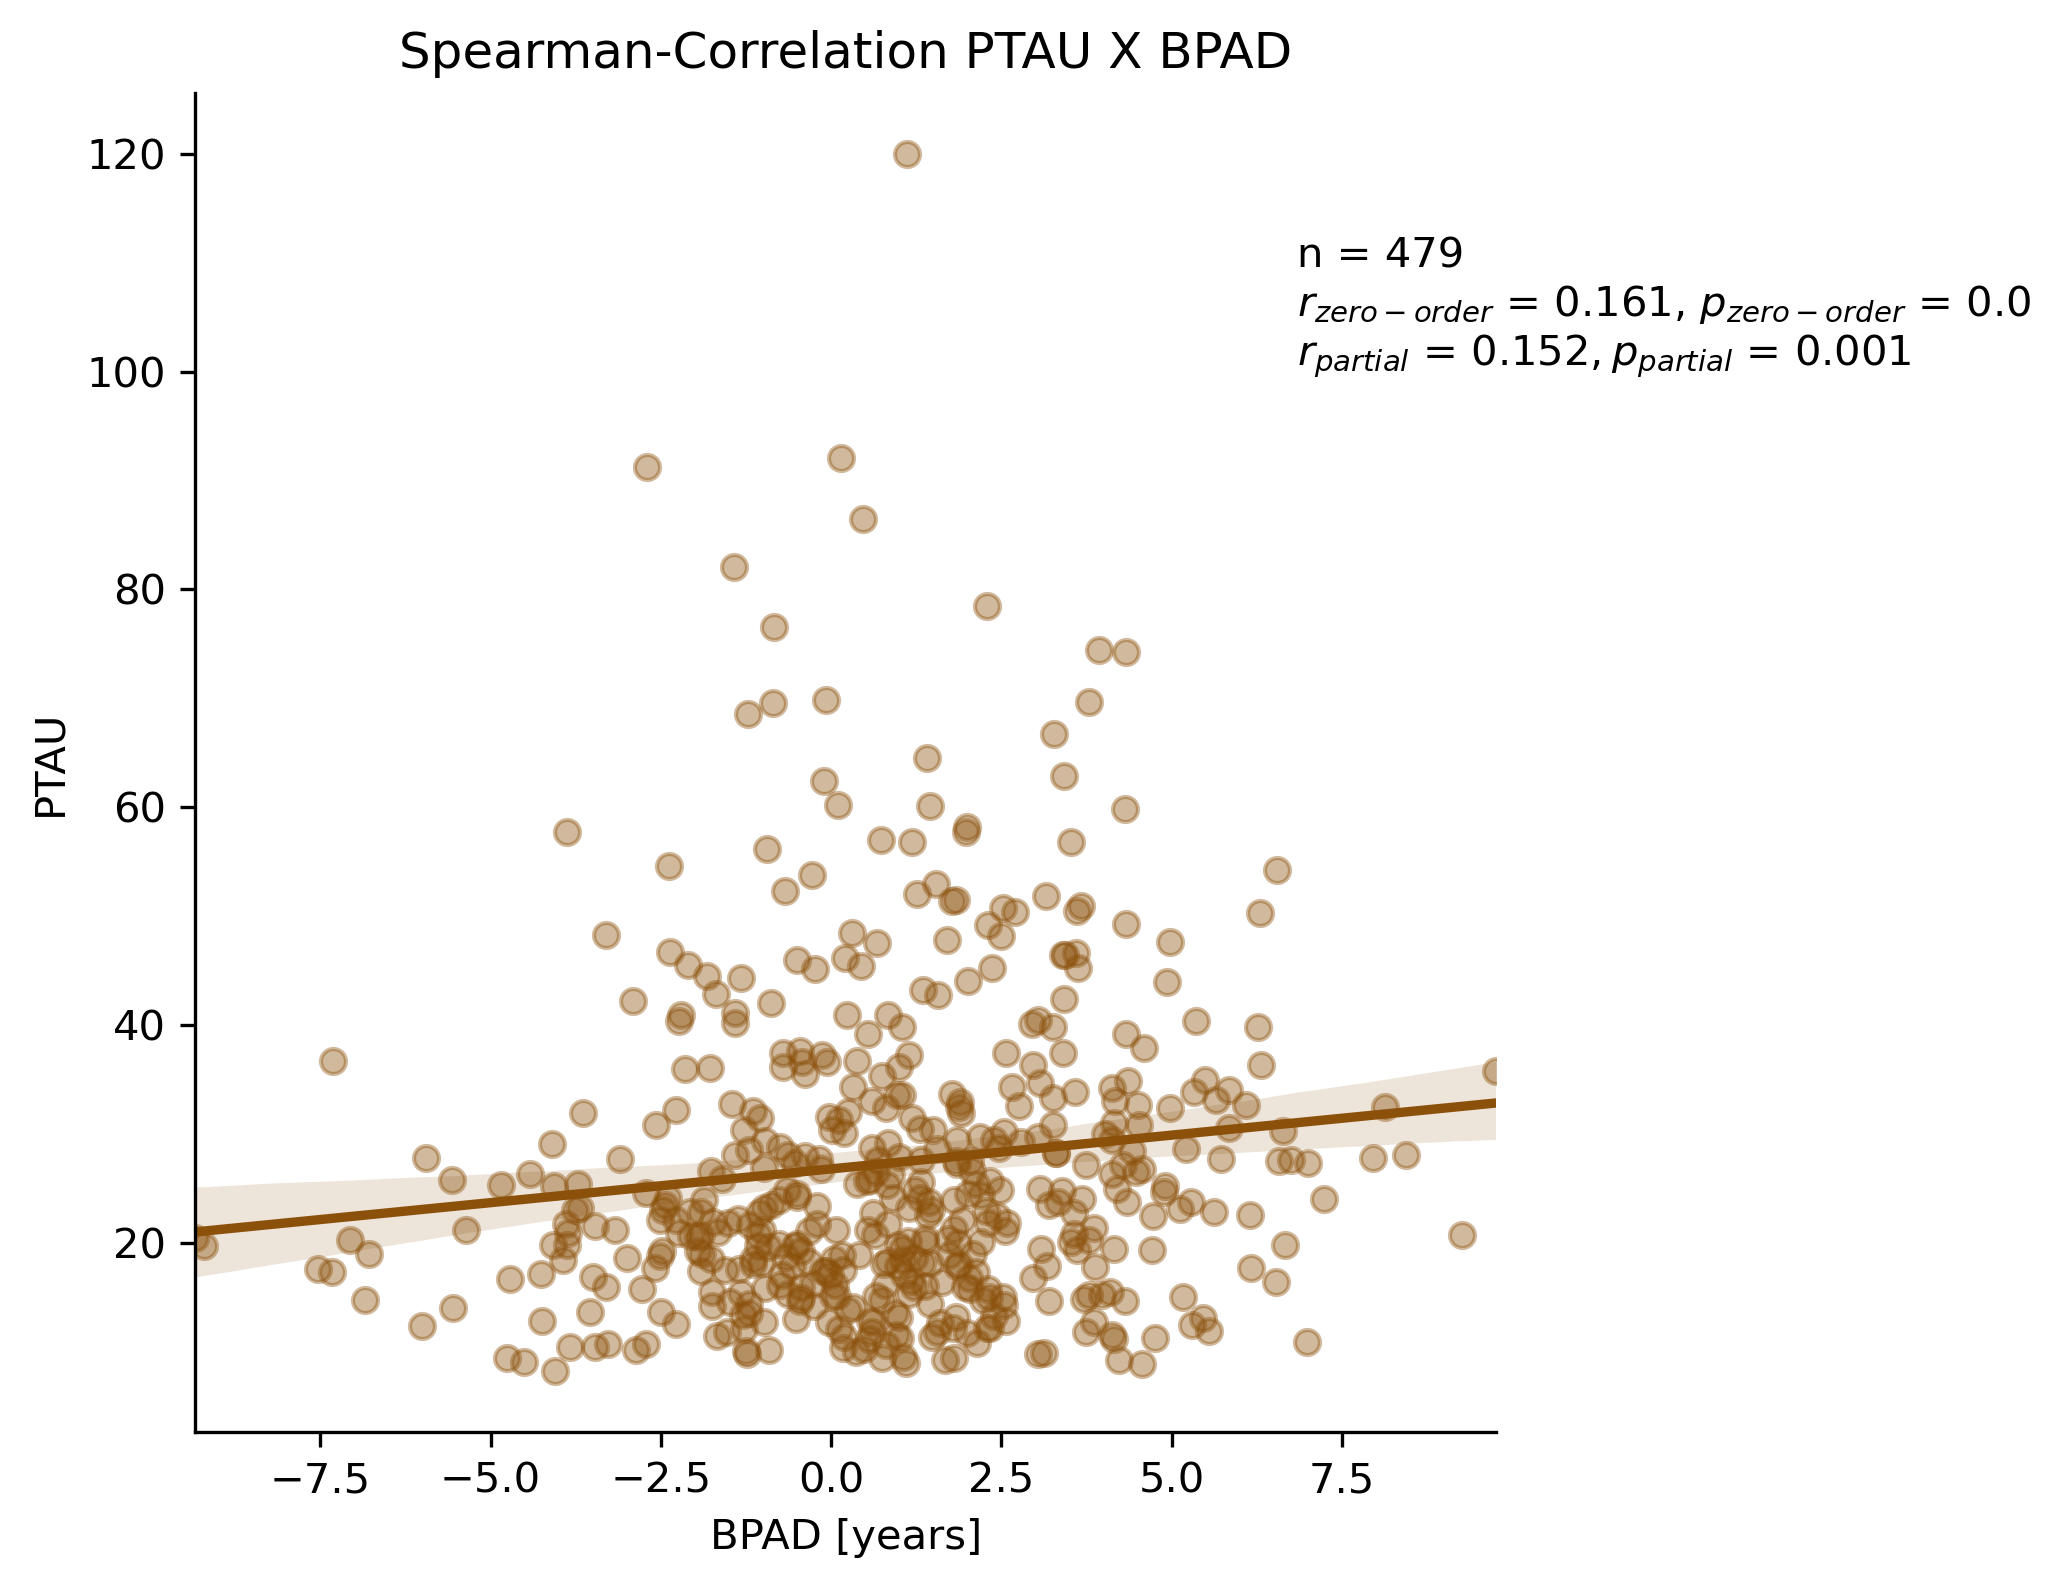 Spearman-Correlation PTAU X BPAD
120
100
80
60
40
20
PTAU
n = 479
r_zero−order = 0.161, p_zero−order = 0.0
r_partial = 0.152, p_partial = 0.001
−7.5 −5.0 −2.5 0.0 2.5 5.0 7.5
BPAD [years]